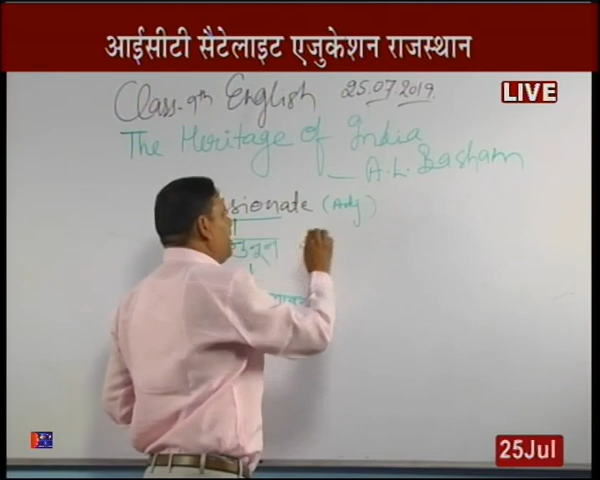 आईसीटी सैटेलाइट एजुकेशन राजस्थान
LIVE
Class-9th English 25.07.2019.
The Heritage of India
- A.L. Basham
ssionate (Adj)
जुनून
25Jul